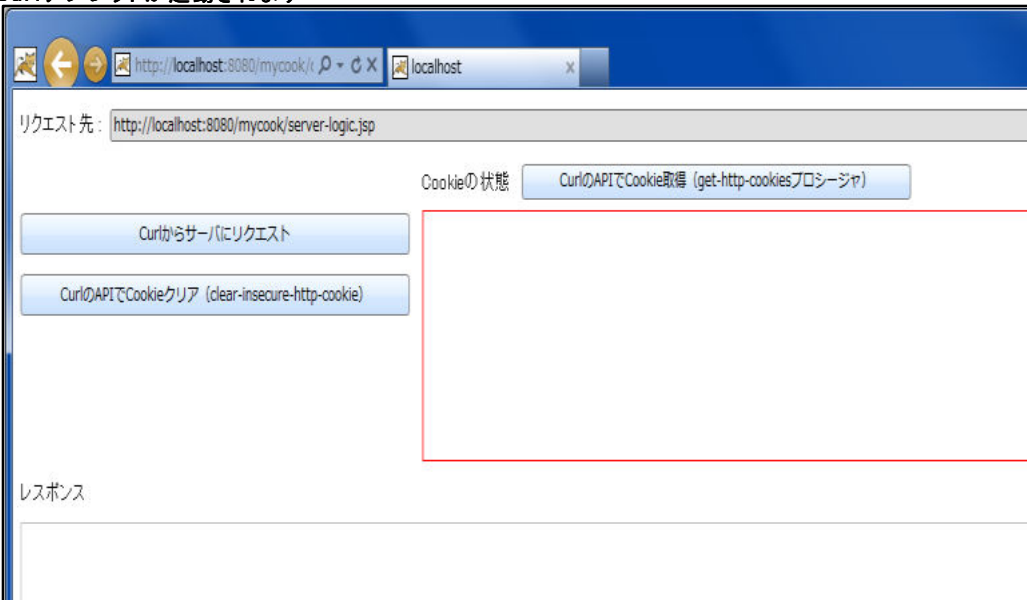 http://localhost:8080/mycook/
localhost
リクエスト先: http://localhost:8080/mycook/server-logic.jsp
Cookieの状態 CurlのAPIでCookie取得 (get-http-cookiesプロシージャ)
Curlからサーバにリクエスト
CurlのAPIでCookieクリア (clear-insecure-http-cookie)
レスポンス